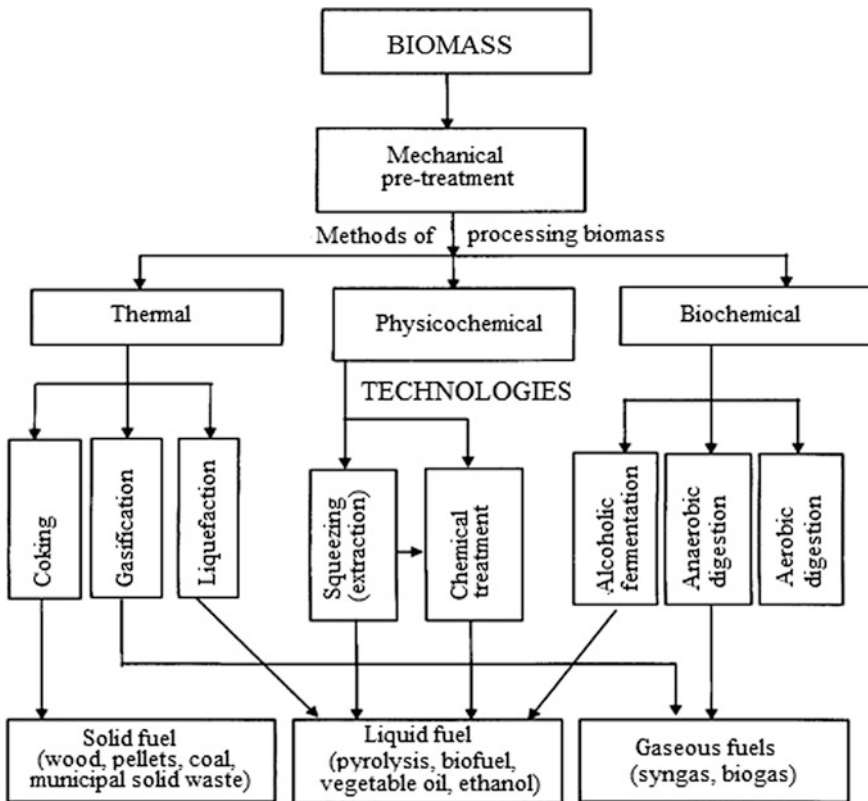 BIOMASS
Mechanical
pre-treatment
Methods of processing biomass
Thermal
Physicochemical
Biochemical
TECHNOLOGIES
Coking
Gasification
Liquefaction
Squeezing
(extraction)
Chemical
treatment
Alcoholic
fermentation
Anaerobic
digestion
Aerobic
digestion
Solid fuel
(wood, pellets, coal,
municipal solid waste)
Liquid fuel
(pyrolysis, biofuel,
vegetable oil, ethanol)
Gaseous fuels
(syngas, biogas)